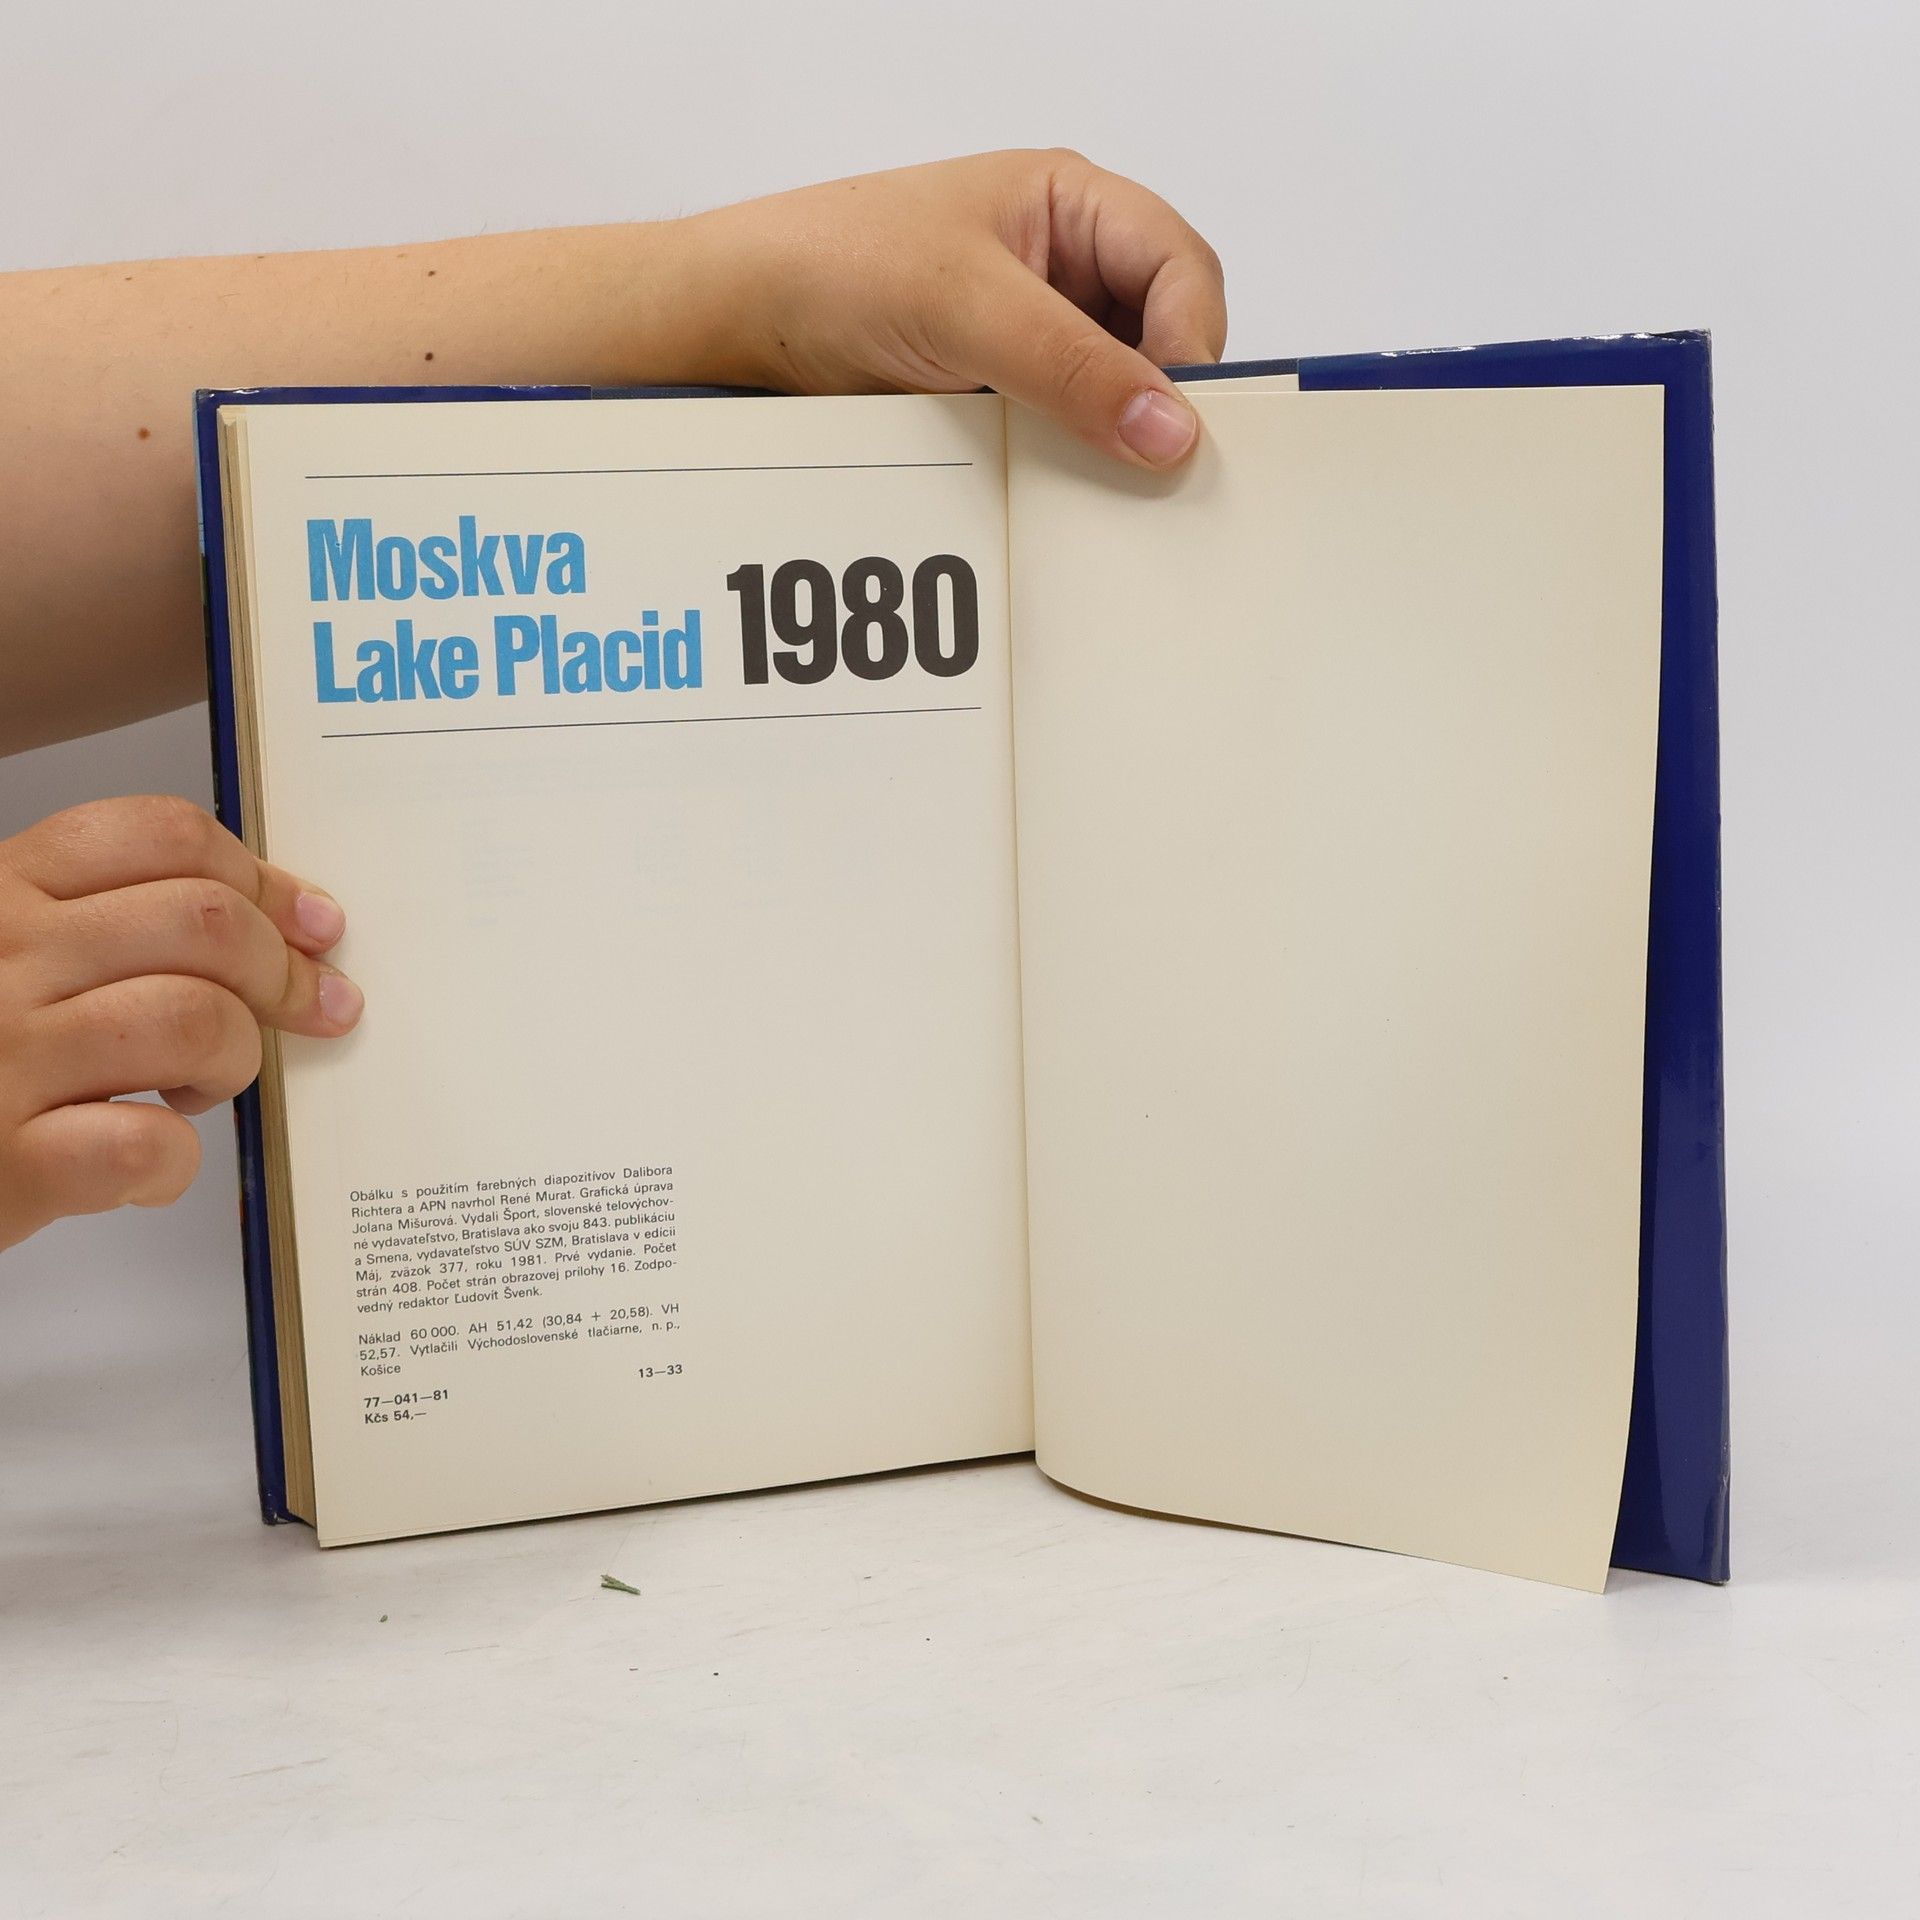 Moskva
Lake Placid
1980
Obálku s použitím farebných diapozitívov Dalibora
Richtera a APN navrhol René Murat. Grafická úprava
Jolana Mišurová. Vydali Šport, slovenské telovýchov-
né vydavateľstvo, Bratislava ako svoju 843. publikáciu
a Smena, vydavateľstvo SÚV SZM, Bratislava v edícii
Máj, zväzok 377, roku 1981. Prvé vydanie. Počet
strán 408. Počet strán obrazovej prílohy 16. Zodpo-
vedný redaktor Ľudovít Švenk.
Náklad 60 000. AH 51,42 (30,84 + 20,58). VH
52,57. Vytlačili Východoslovenské tlačiarne, n. p.,
Košice
13—33
77—041—81
Kčs 54,—